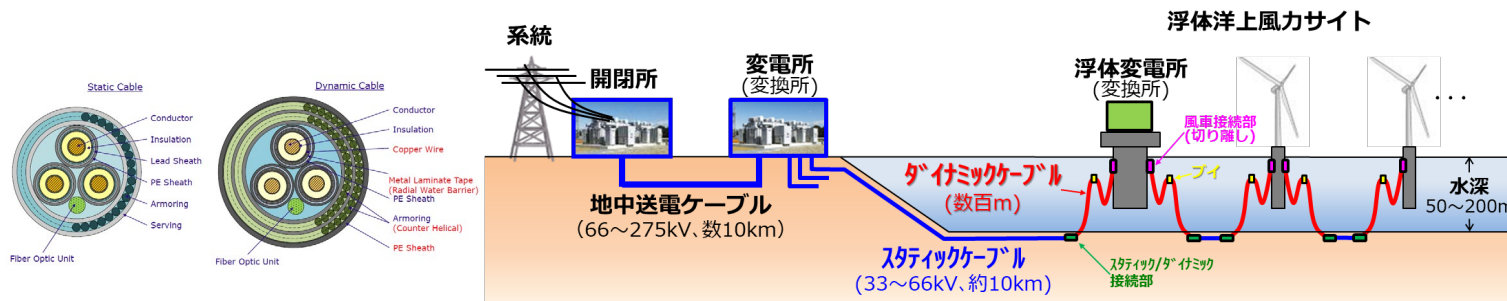 Static Cable
Conductor
Insulation
Lead Sheath
PE Sheath
Armoring
Serving
Fiber Optic Unit
Dynamic Cable
Conductor
Insulation
Copper Wire
Metal Laminate Tape
(Radial Water Barrier)
PE Sheath
Armoring
(Counter Helical)
PE Sheath
Fiber Optic Unit
浮体洋上風力サイト
系統
開閉所
変電所
(変換所)
浮体変電所
(変換所)
風車接続部
(切り離し)
・・・
ダイナミックケーブル
(数百m)
ブイ
水深
50～200m
地中送電ケーブル
(66～275kV、数10km)
スタティックケーブル
(33～66kV、約10km)
スタティック/ダイナミック
接続部